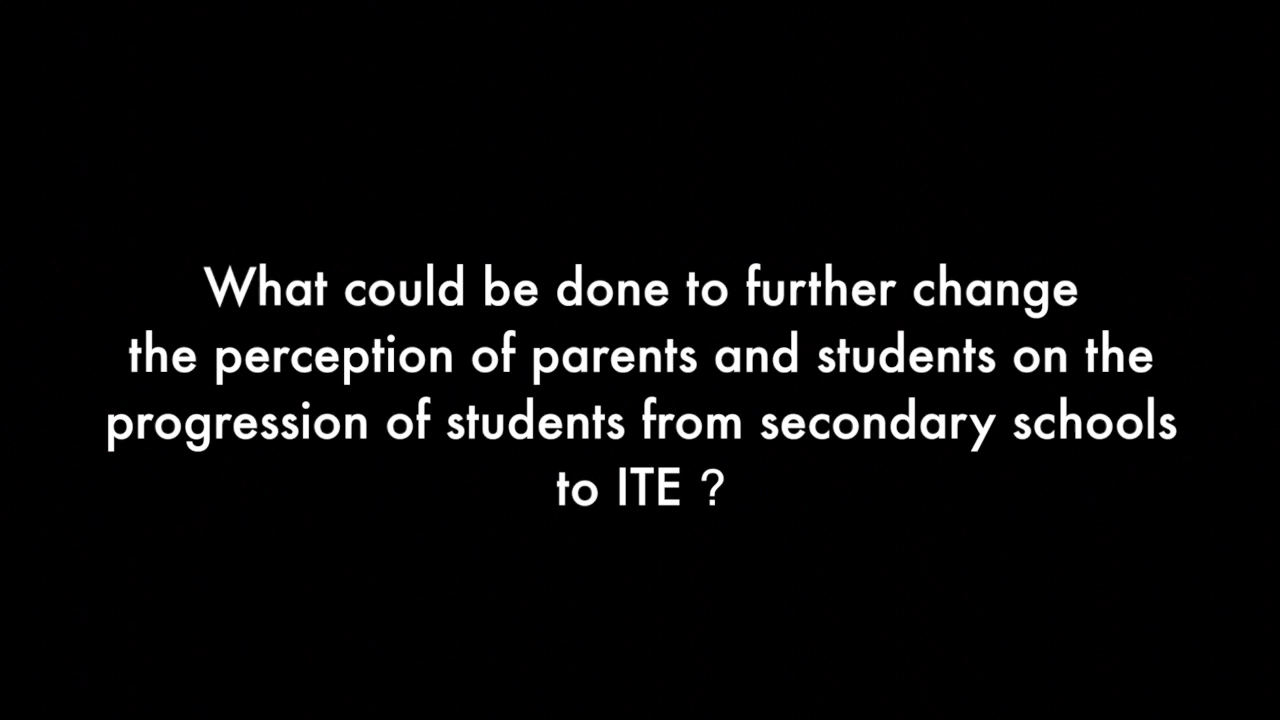 What could be done to further change
the perception of parents and students on the
progression of students from secondary schools
to ITE ?